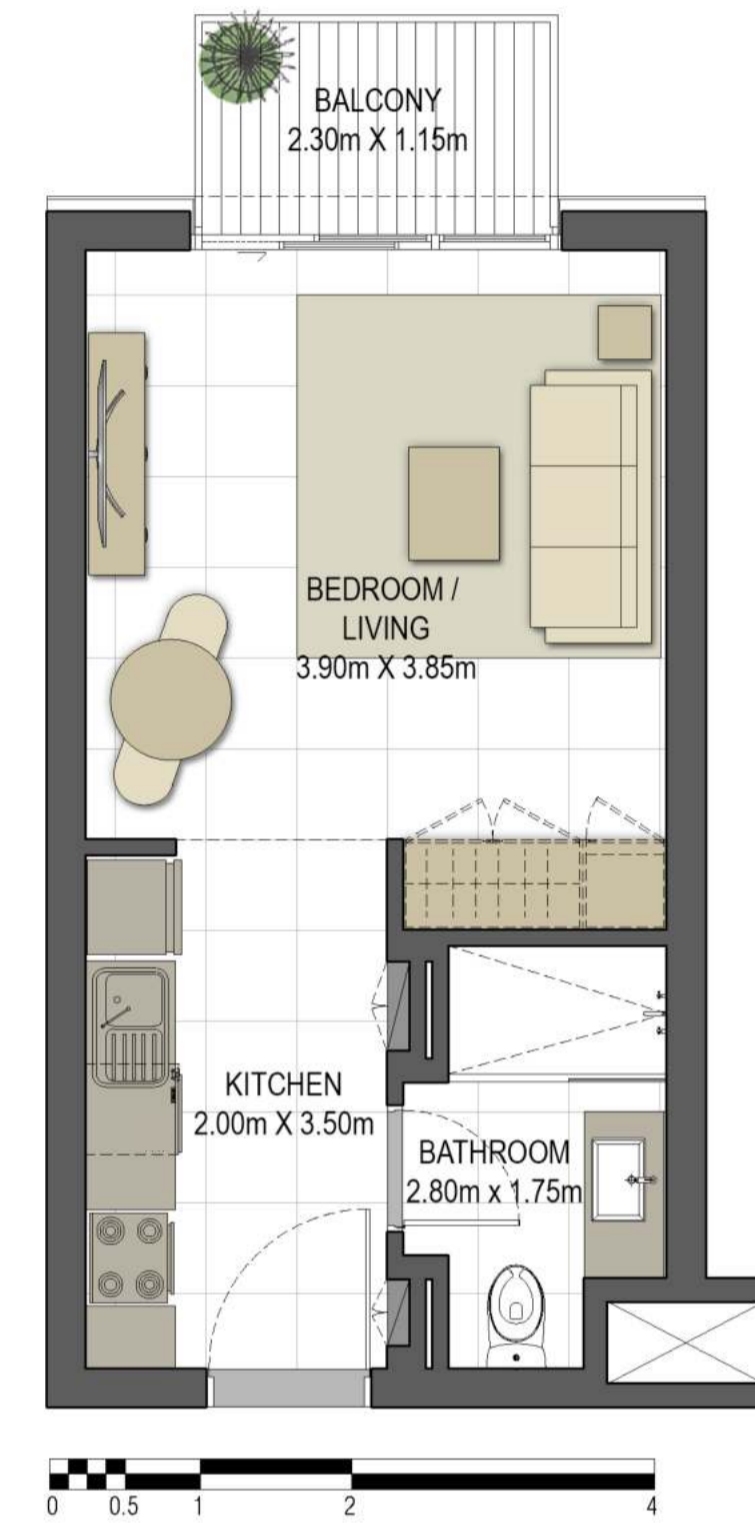 BALCONY
2.30m X 1.15m
BEDROOM /
LIVING
3.90m X 3.85m
KITCHEN
2.00m X 3.50m
BATHROOM
2.80m x 1.75m
0 0.5 1 2 4